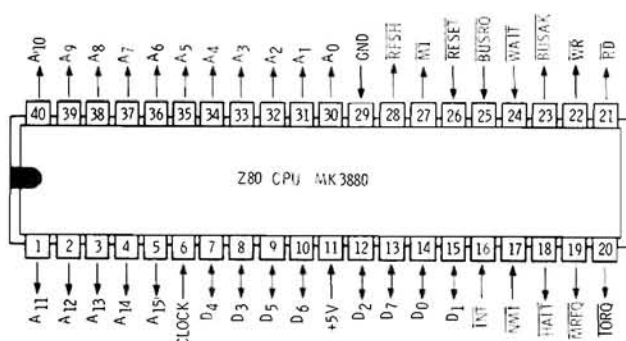 A10 A9 A8 A7 A6 A5 A4 A3 A2 A1 A0 GND RFSH M1 RESET BUSRQ WAIT BUSAK WR RD
40 39 38 37 36 35 34 33 32 31 30 29 28 27 26 25 24 23 22 21
Z80 CPU MK3880
1 2 3 4 5 6 7 8 9 10 11 12 13 14 15 16 17 18 19 20
A11 A12 A13 A14 A15 CLOCK D4 D3 D5 D6 +5V D2 D7 D0 D1 INT NMI HALT MREQ TORQ